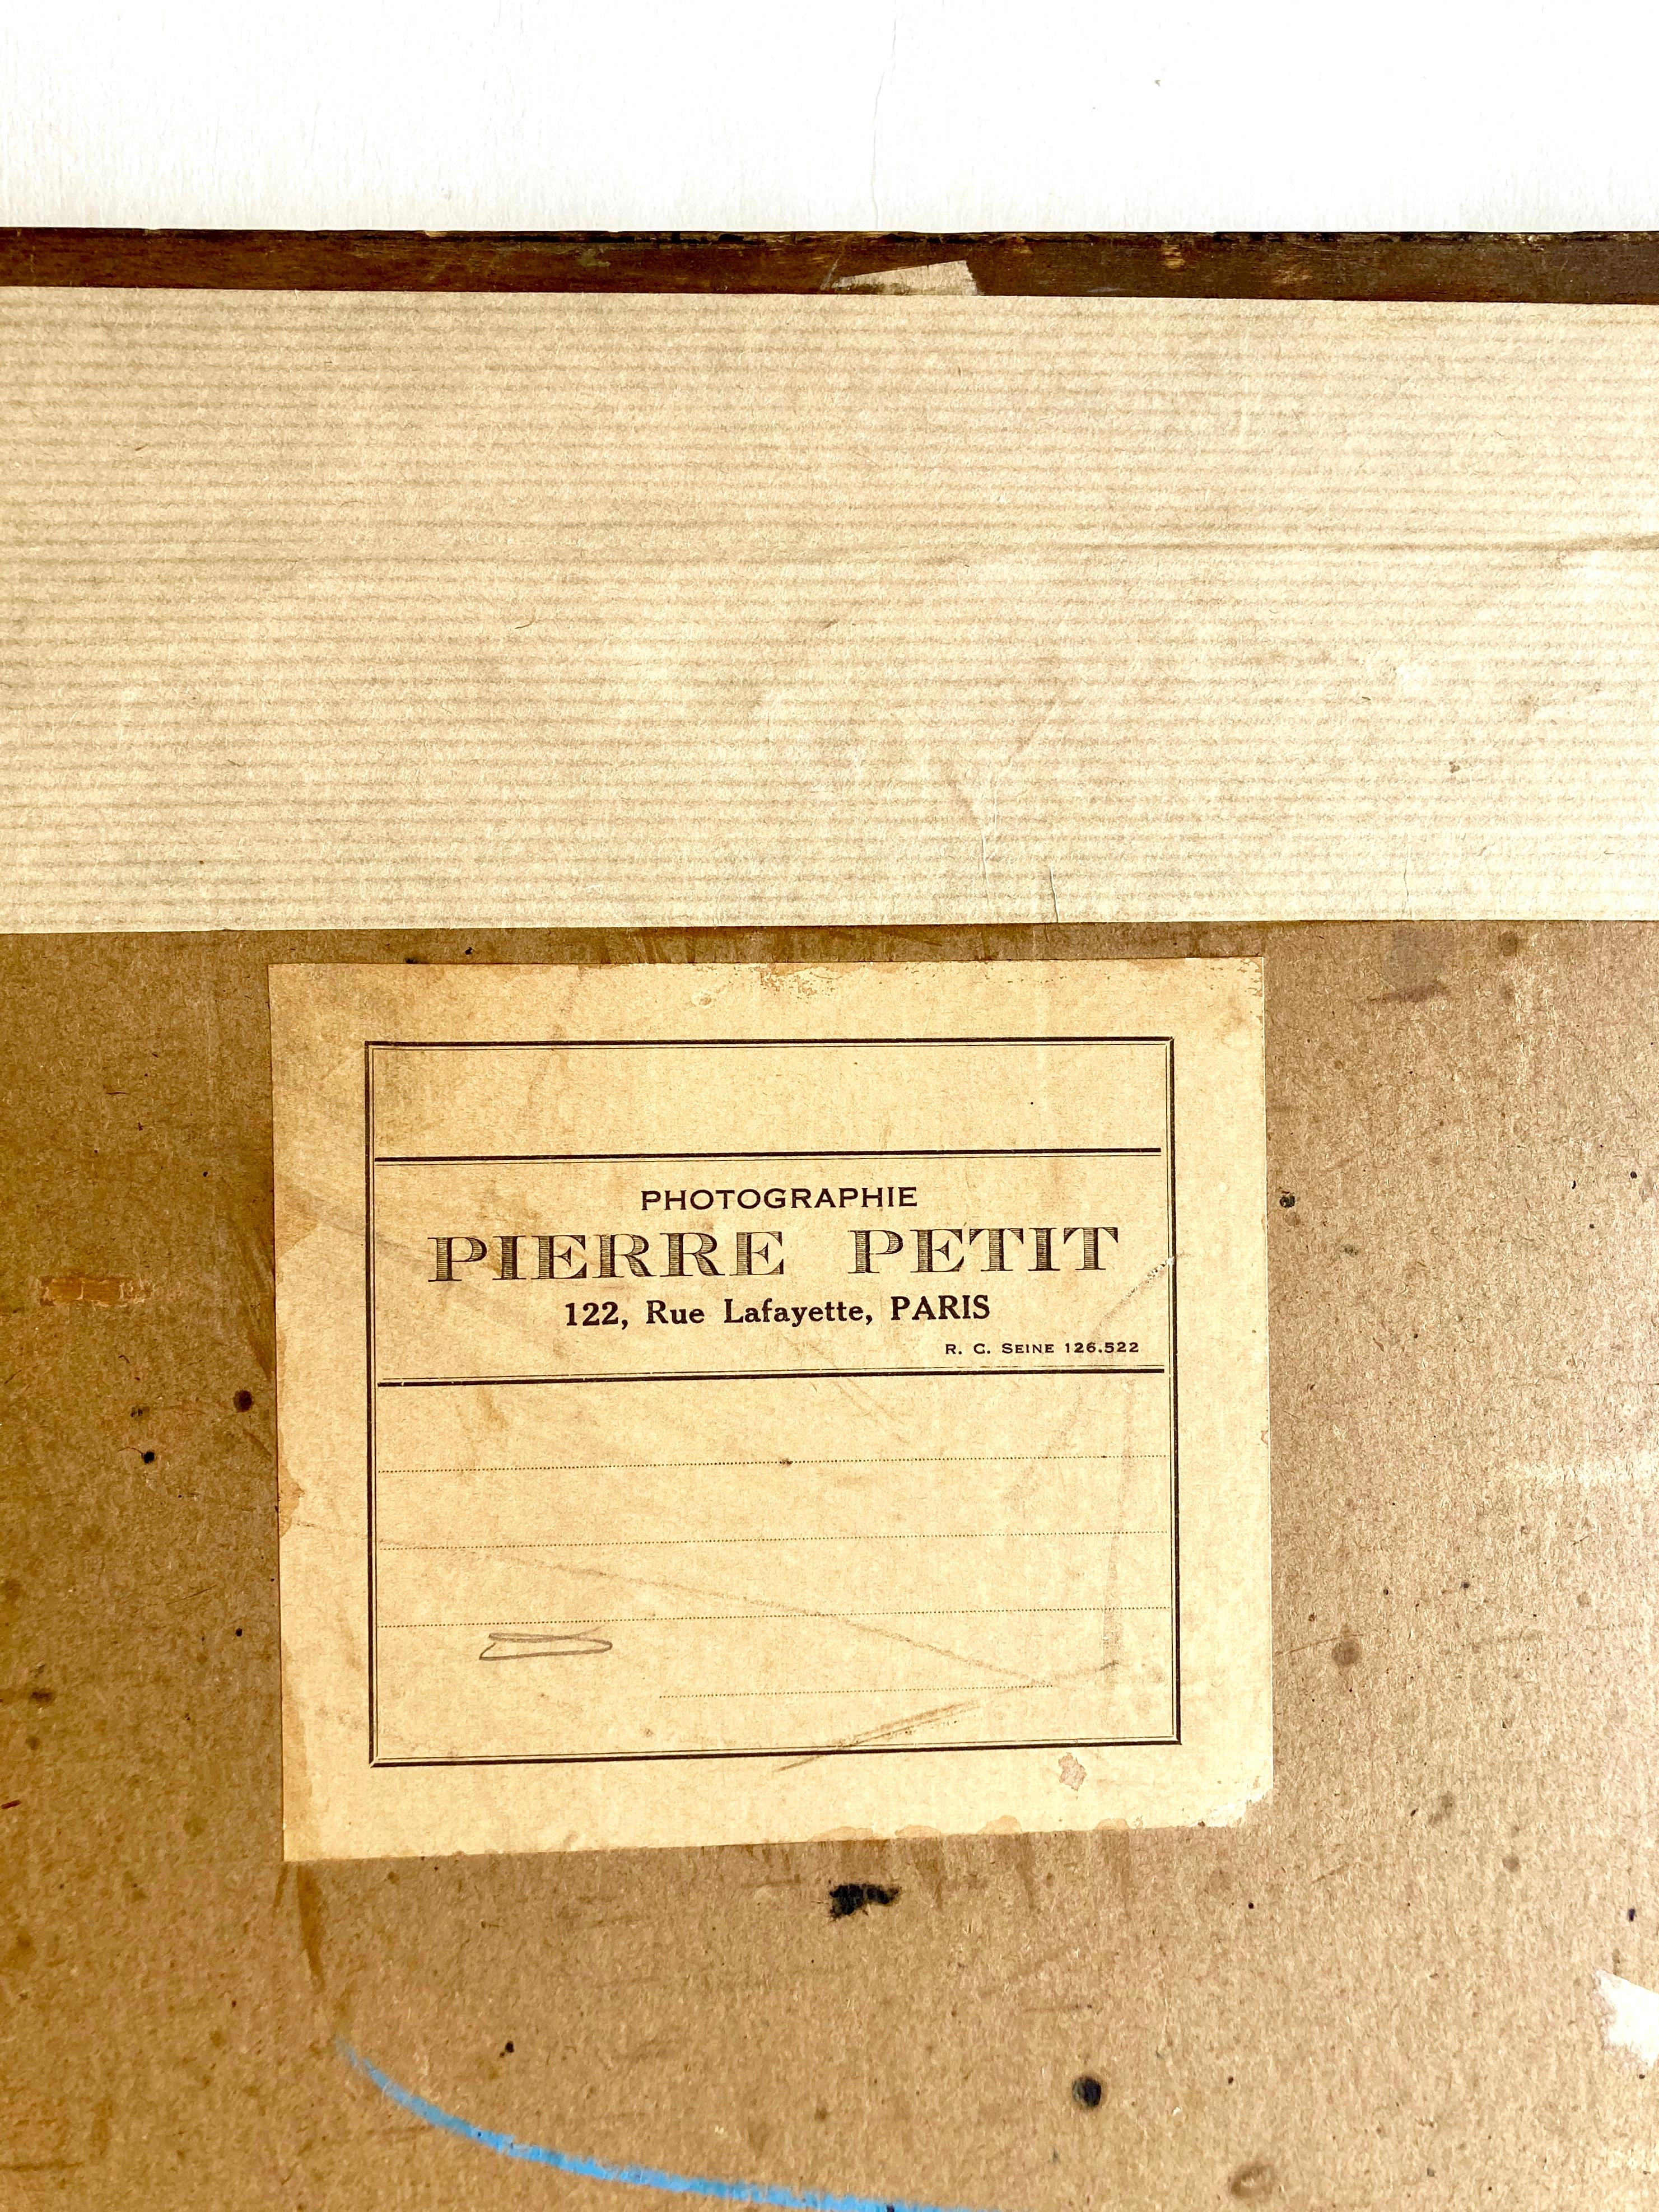 PHOTOGRAPHIE
PIERRE PETIT
122, Rue Lafayette, PARIS
R. C. SEINE 126.522